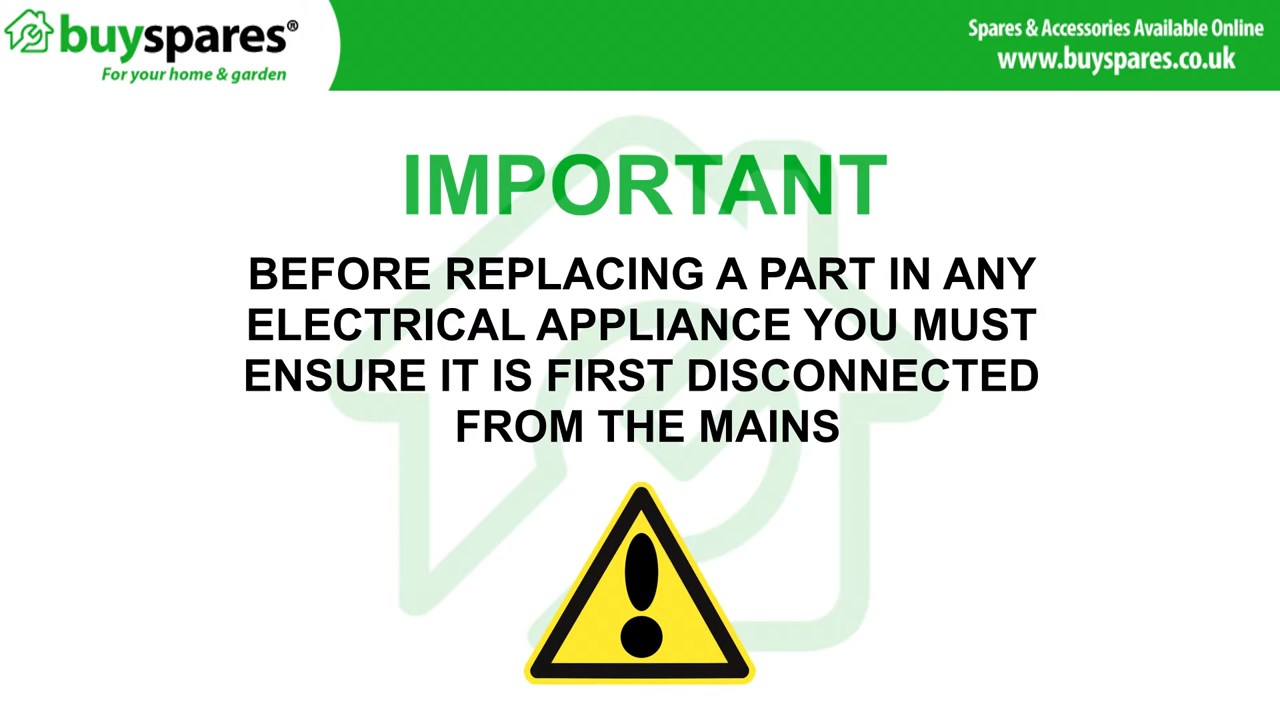 buyspares®
For your home & garden
Spares & Accessories Available Online
www.buyspares.co.uk
IMPORTANT
BEFORE REPLACING A PART IN ANY
ELECTRICAL APPLIANCE YOU MUST
ENSURE IT IS FIRST DISCONNECTED
FROM THE MAINS